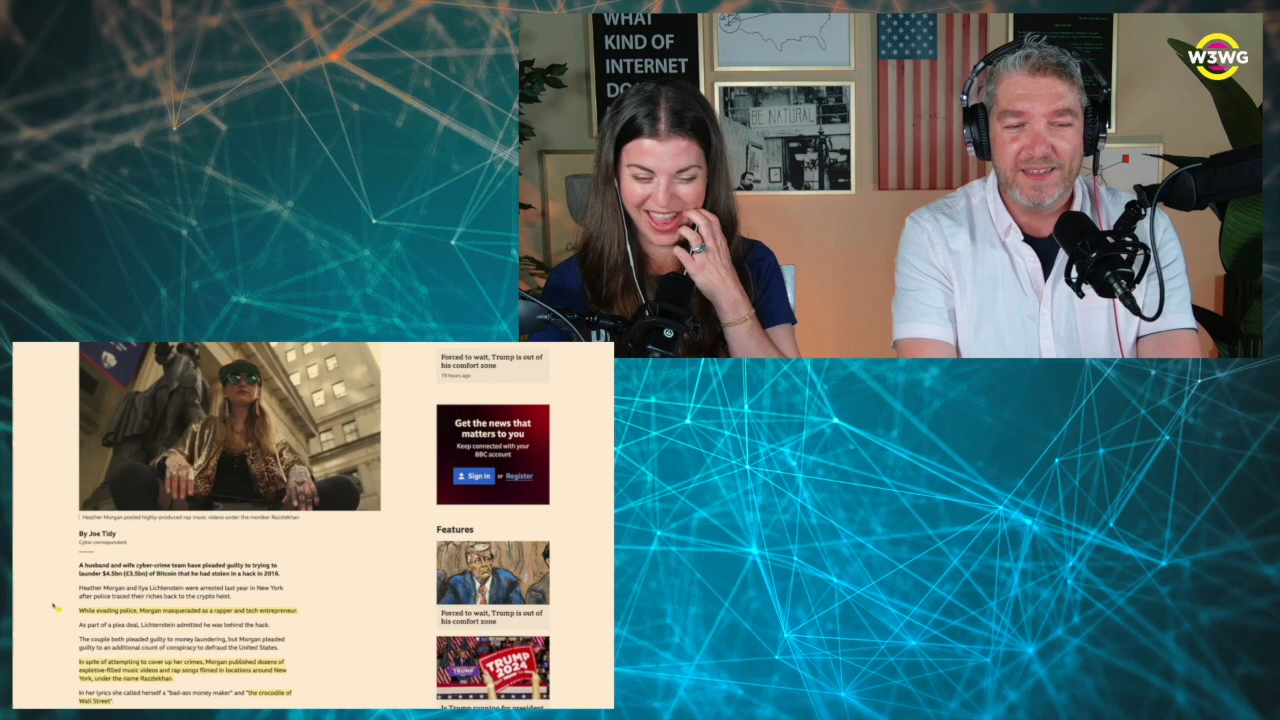 WHAT
KIND OF
INTERNET
DO
BE NATURAL
W3WG
Forced to wait, Trump is out of
his comfort zone
19 hours ago
Get the news that
matters to you
Keep connected with your
BBC account
Sign in or Register
Heather Morgan posted highly-produced rap music videos under the moniker Razzlekhan
By Joe Tidy
Cyber correspondent
A husband and wife cyber-crime team have pleaded guilty to trying to
launder $4.5bn (£3.5bn) of Bitcoin that he had stolen in a hack in 2016.
Heather Morgan and Ilya Lichtenstein were arrested last year in New York
after police traced their riches back to the crypto heist.
While evading police, Morgan masqueraded as a rapper and tech entrepreneur.
As part of a plea deal, Lichtenstein admitted he was behind the hack.
The couple both pleaded guilty to money laundering, but Morgan pleaded
guilty to an additional count of conspiracy to defraud the United States.
In spite of attempting to cover up her crimes, Morgan published dozens of
expletive-filled music videos and rap songs filmed in locations around New
York, under the name Razzlekhan.
In her lyrics she called herself a "bad-ass money maker" and "the crocodile of
Wall Street".
Features
Forced to wait, Trump is out of
his comfort zone
TRUMP
TRUMP
2024
Is Trump running for president